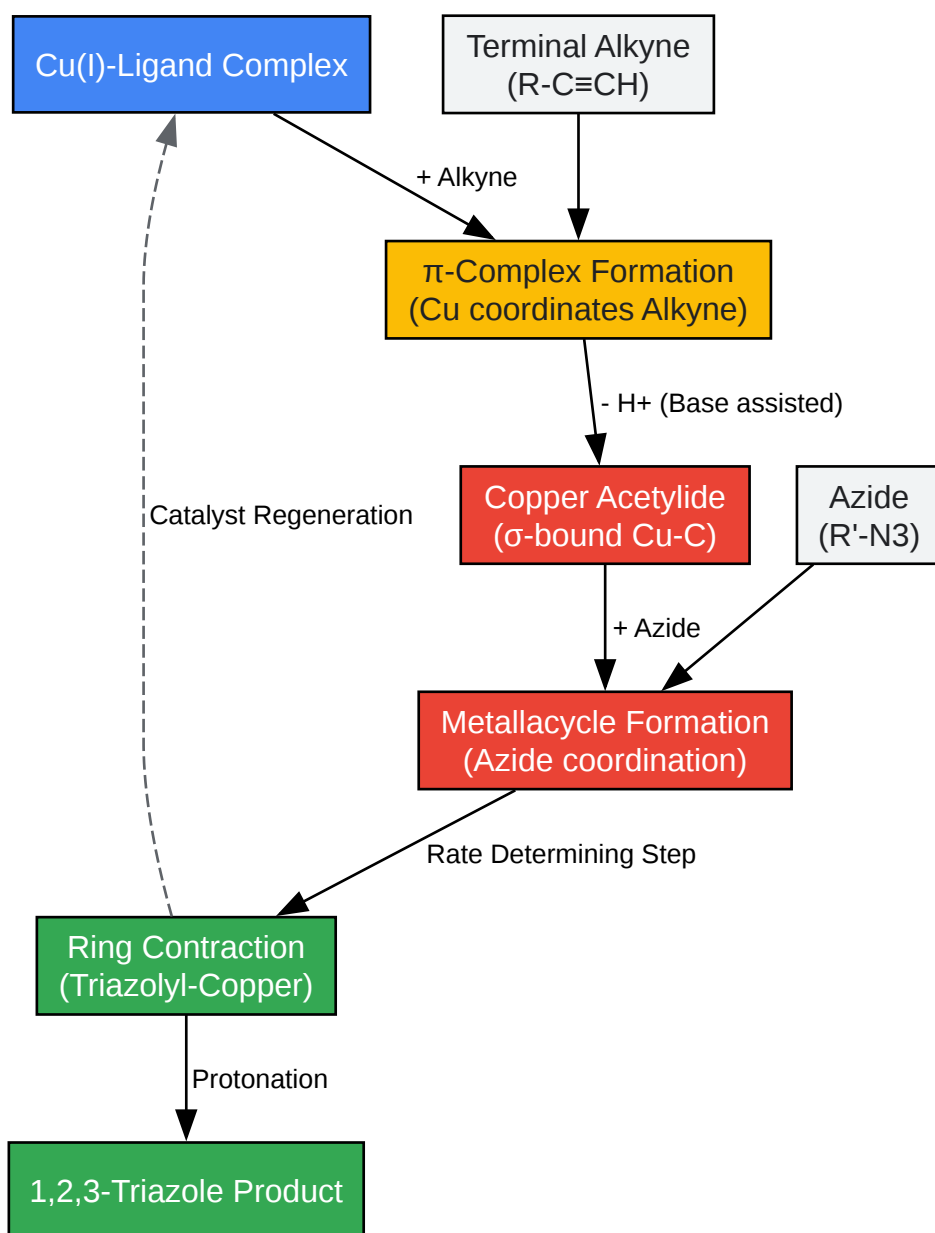 Cu(I)-Ligand Complex
Terminal Alkyne
(R-C≡CH)
+ Alkyne
π-Complex Formation
(Cu coordinates Alkyne)
- H+ (Base assisted)
Copper Acetylide
(σ-bound Cu-C)
Azide
(R'-N3)
Catalyst Regeneration
+ Azide
Metallacycle Formation
(Azide coordination)
Rate Determining Step
Ring Contraction
(Triazolyl-Copper)
Protonation
1,2,3-Triazole Product